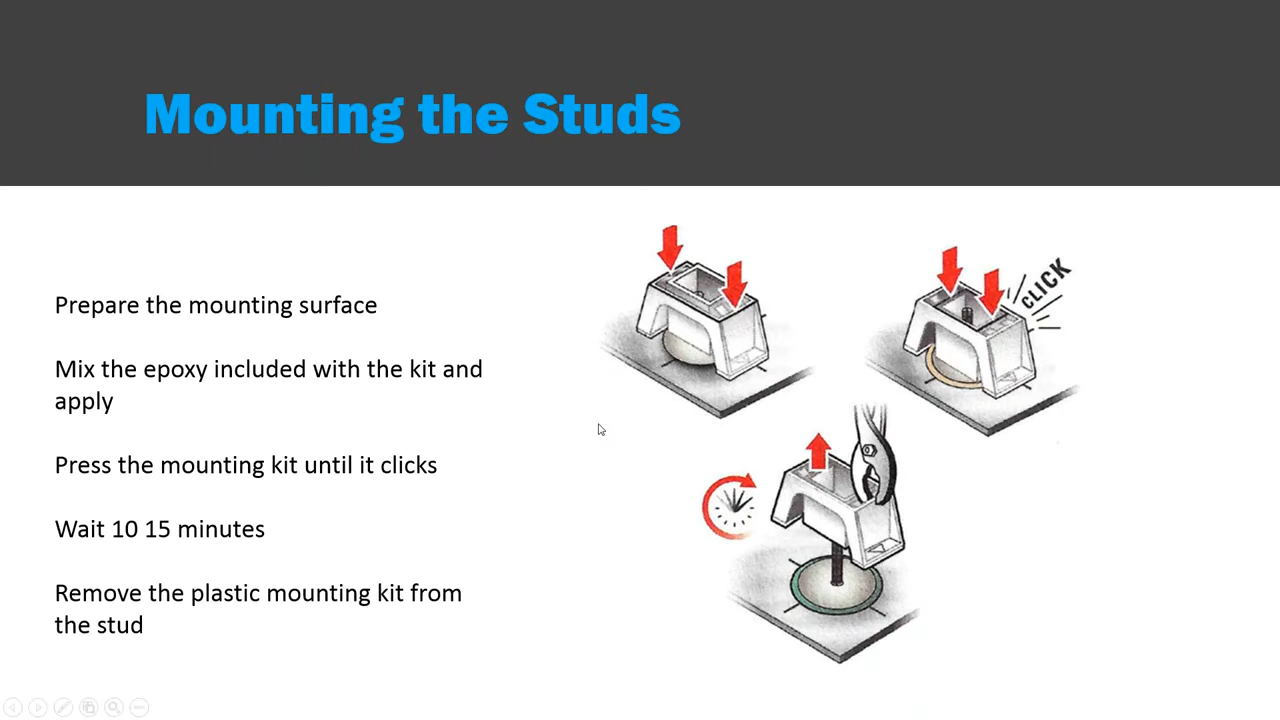 Mounting the Studs
Prepare the mounting surface
Mix the epoxy included with the kit and
apply
Press the mounting kit until it clicks
Wait 10 15 minutes
Remove the plastic mounting kit from
the stud
CLICK